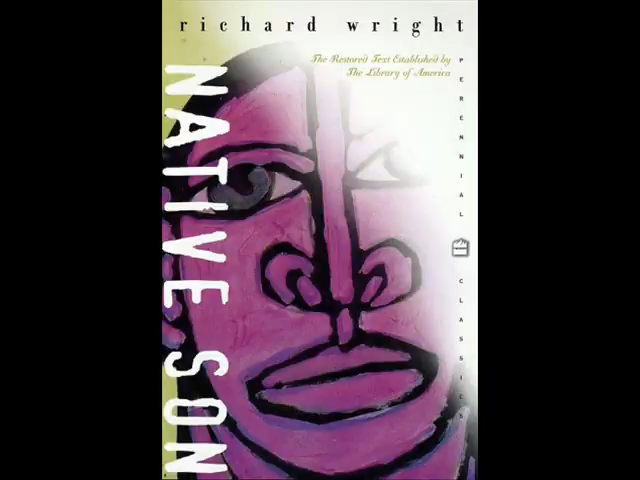 richard wright
The Restored Text Established by
The Library of America
NATIVE SON
PERENNIAL
CLASSICS